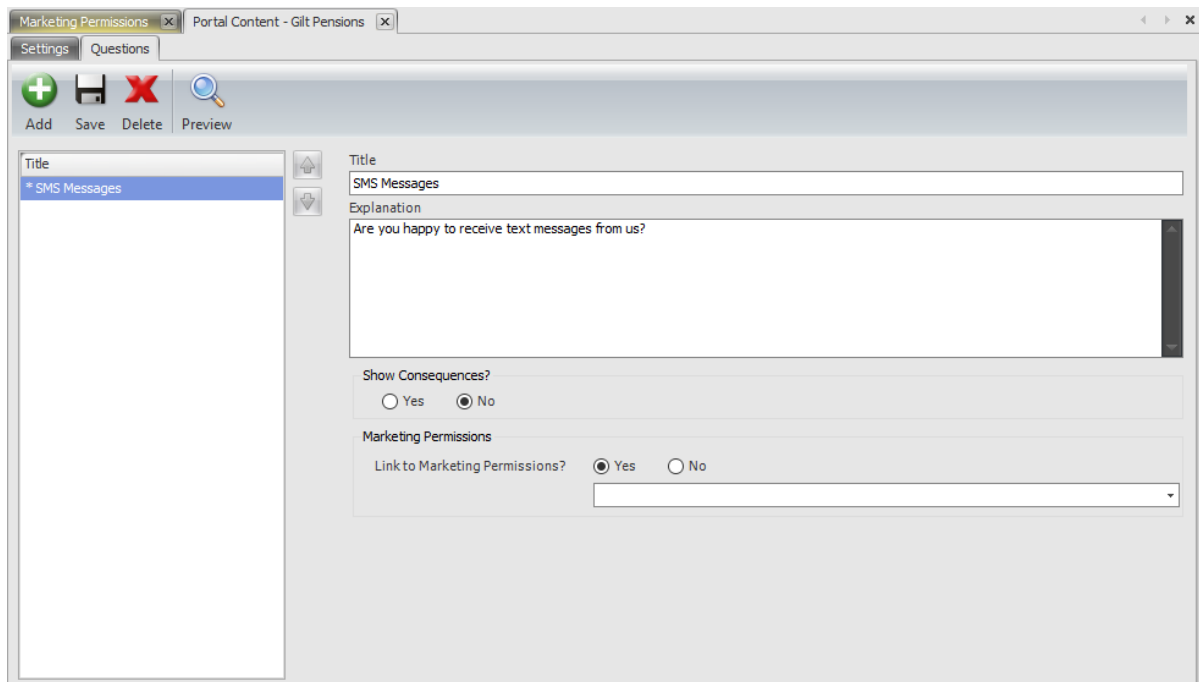 Marketing Permissions Portal Content - Gilt Pensions
Settings Questions
Add Save Delete Preview
Title
* SMS Messages
Title
SMS Messages
Explanation
Are you happy to receive text messages from us?
Show Consequences?
Yes No
Marketing Permissions
Link to Marketing Permissions? Yes No